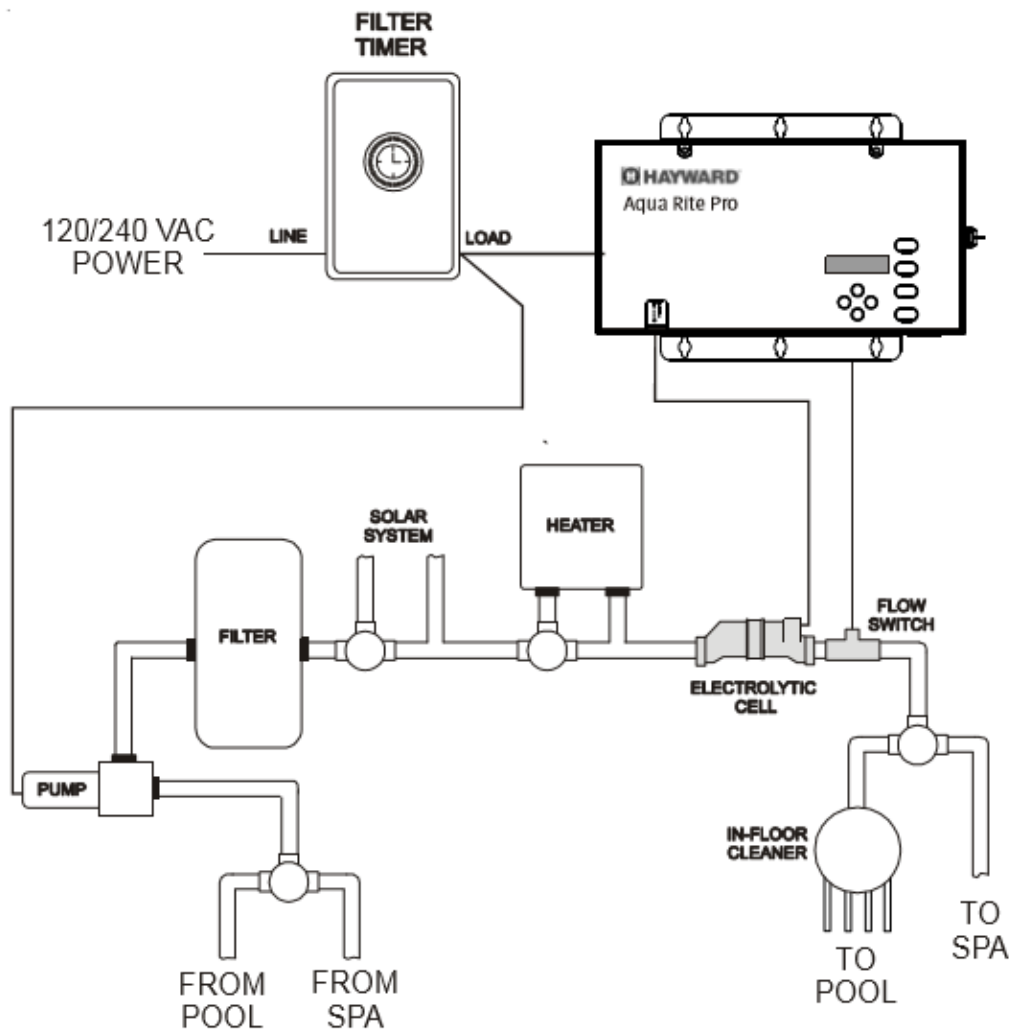 FILTER
TIMER
HAYWARD
Aqua Rite Pro
120/240 VAC
POWER
LINE
LOAD
SOLAR
SYSTEM
HEATER
FILTER
FLOW
SWITCH
ELECTROLYTIC
CELL
PUMP
IN-FLOOR
CLEANER
TO
SPA
TO
POOL
FROM
POOL
FROM
SPA